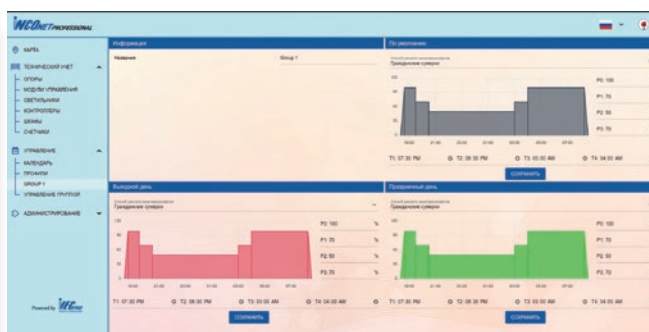 INCONET PROFESSIONAL
КАРТА
ТЕХНИЧЕСКИЙ УЧЕТ
ОПОРЫ
МОДУЛИ УПРАВЛЕНИЯ
СВЕТИЛЬНИКИ
КОНТРОЛЛЕРЫ
ШКАФЫ
СЧЕТЧИКИ
УПРАВЛЕНИЕ
КАЛЕНДАРЬ
ПРОФИЛИ
GROUP 1
УПРАВЛЕНИЕ ГРУППОЙ
АДМИНИСТРИРОВАНИЕ
Powered by
Информация
Название Group 1
По умолчанию
Гражданские сумерки
P0: 100
P1: 70
P2: 50
P3: 70
T1: 07:30 PM T2: 08:30 PM T3: 03:00 AM T4: 04:00 AM
СОХРАНИТЬ
Выходной день
Гражданские сумерки
P0: 100 %
P1: 70 %
P2: 50 %
P3: 70 %
T1: 07:30 PM T2: 08:30 PM T3: 03:00 AM T4: 04:00 AM
СОХРАНИТЬ
Праздничный день
Гражданские сумерки
P0: 100
P1: 70
P2: 50
P3: 70
T1: 07:30 PM T2: 08:30 PM T3: 03:00 AM T4: 04:00 AM
СОХРАНИТЬ